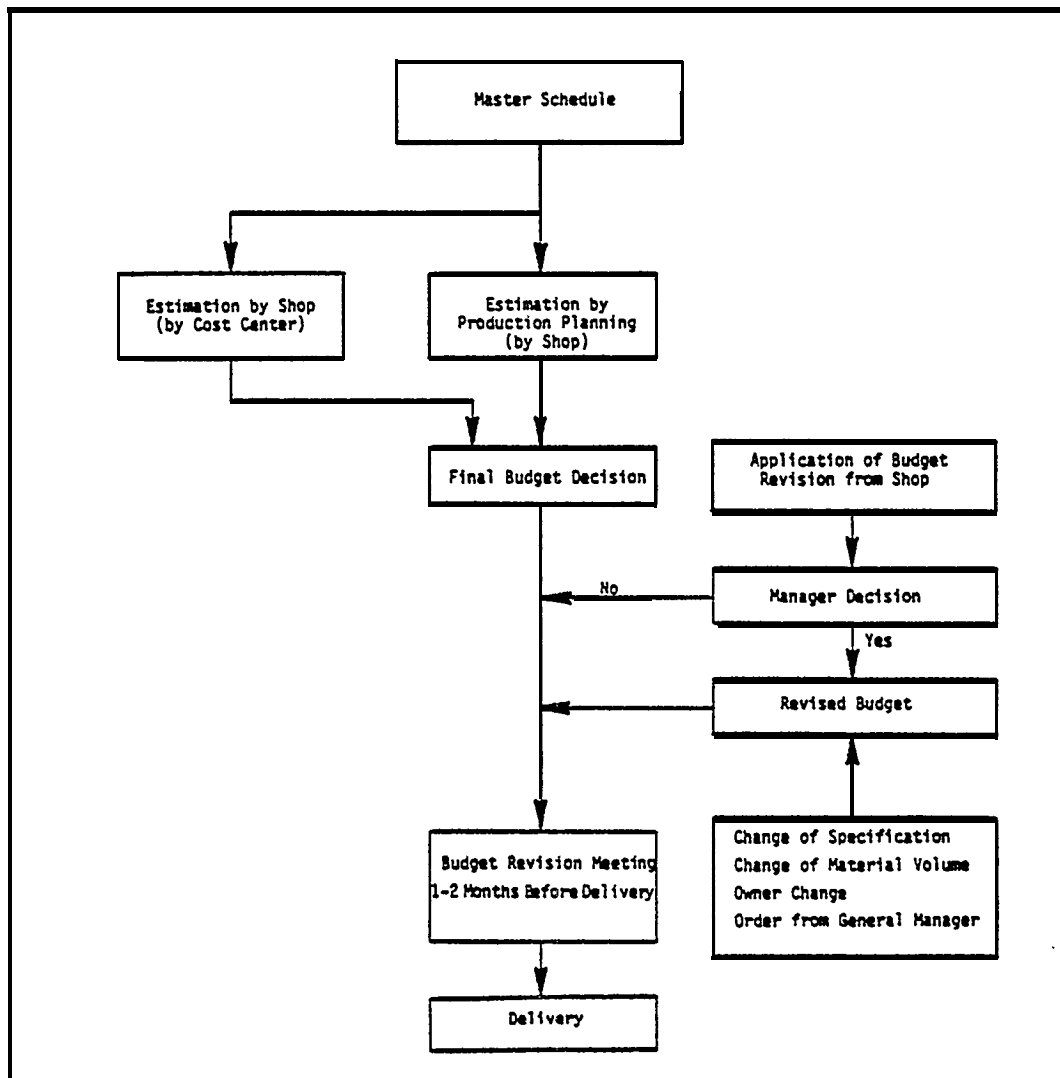 Master Schedule
Estimation by Shop
(by Cost Center)
Estimation by
Production Planning
(by Shop)
Final Budget Decision
Application of Budget
Revision from Shop
No
Manager Decision
Yes
Revised Budget
Budget Revision Meeting
1-2 Months Before Delivery
Change of Specification
Change of Material Volume
Owner Change
Order from General Manager
Delivery